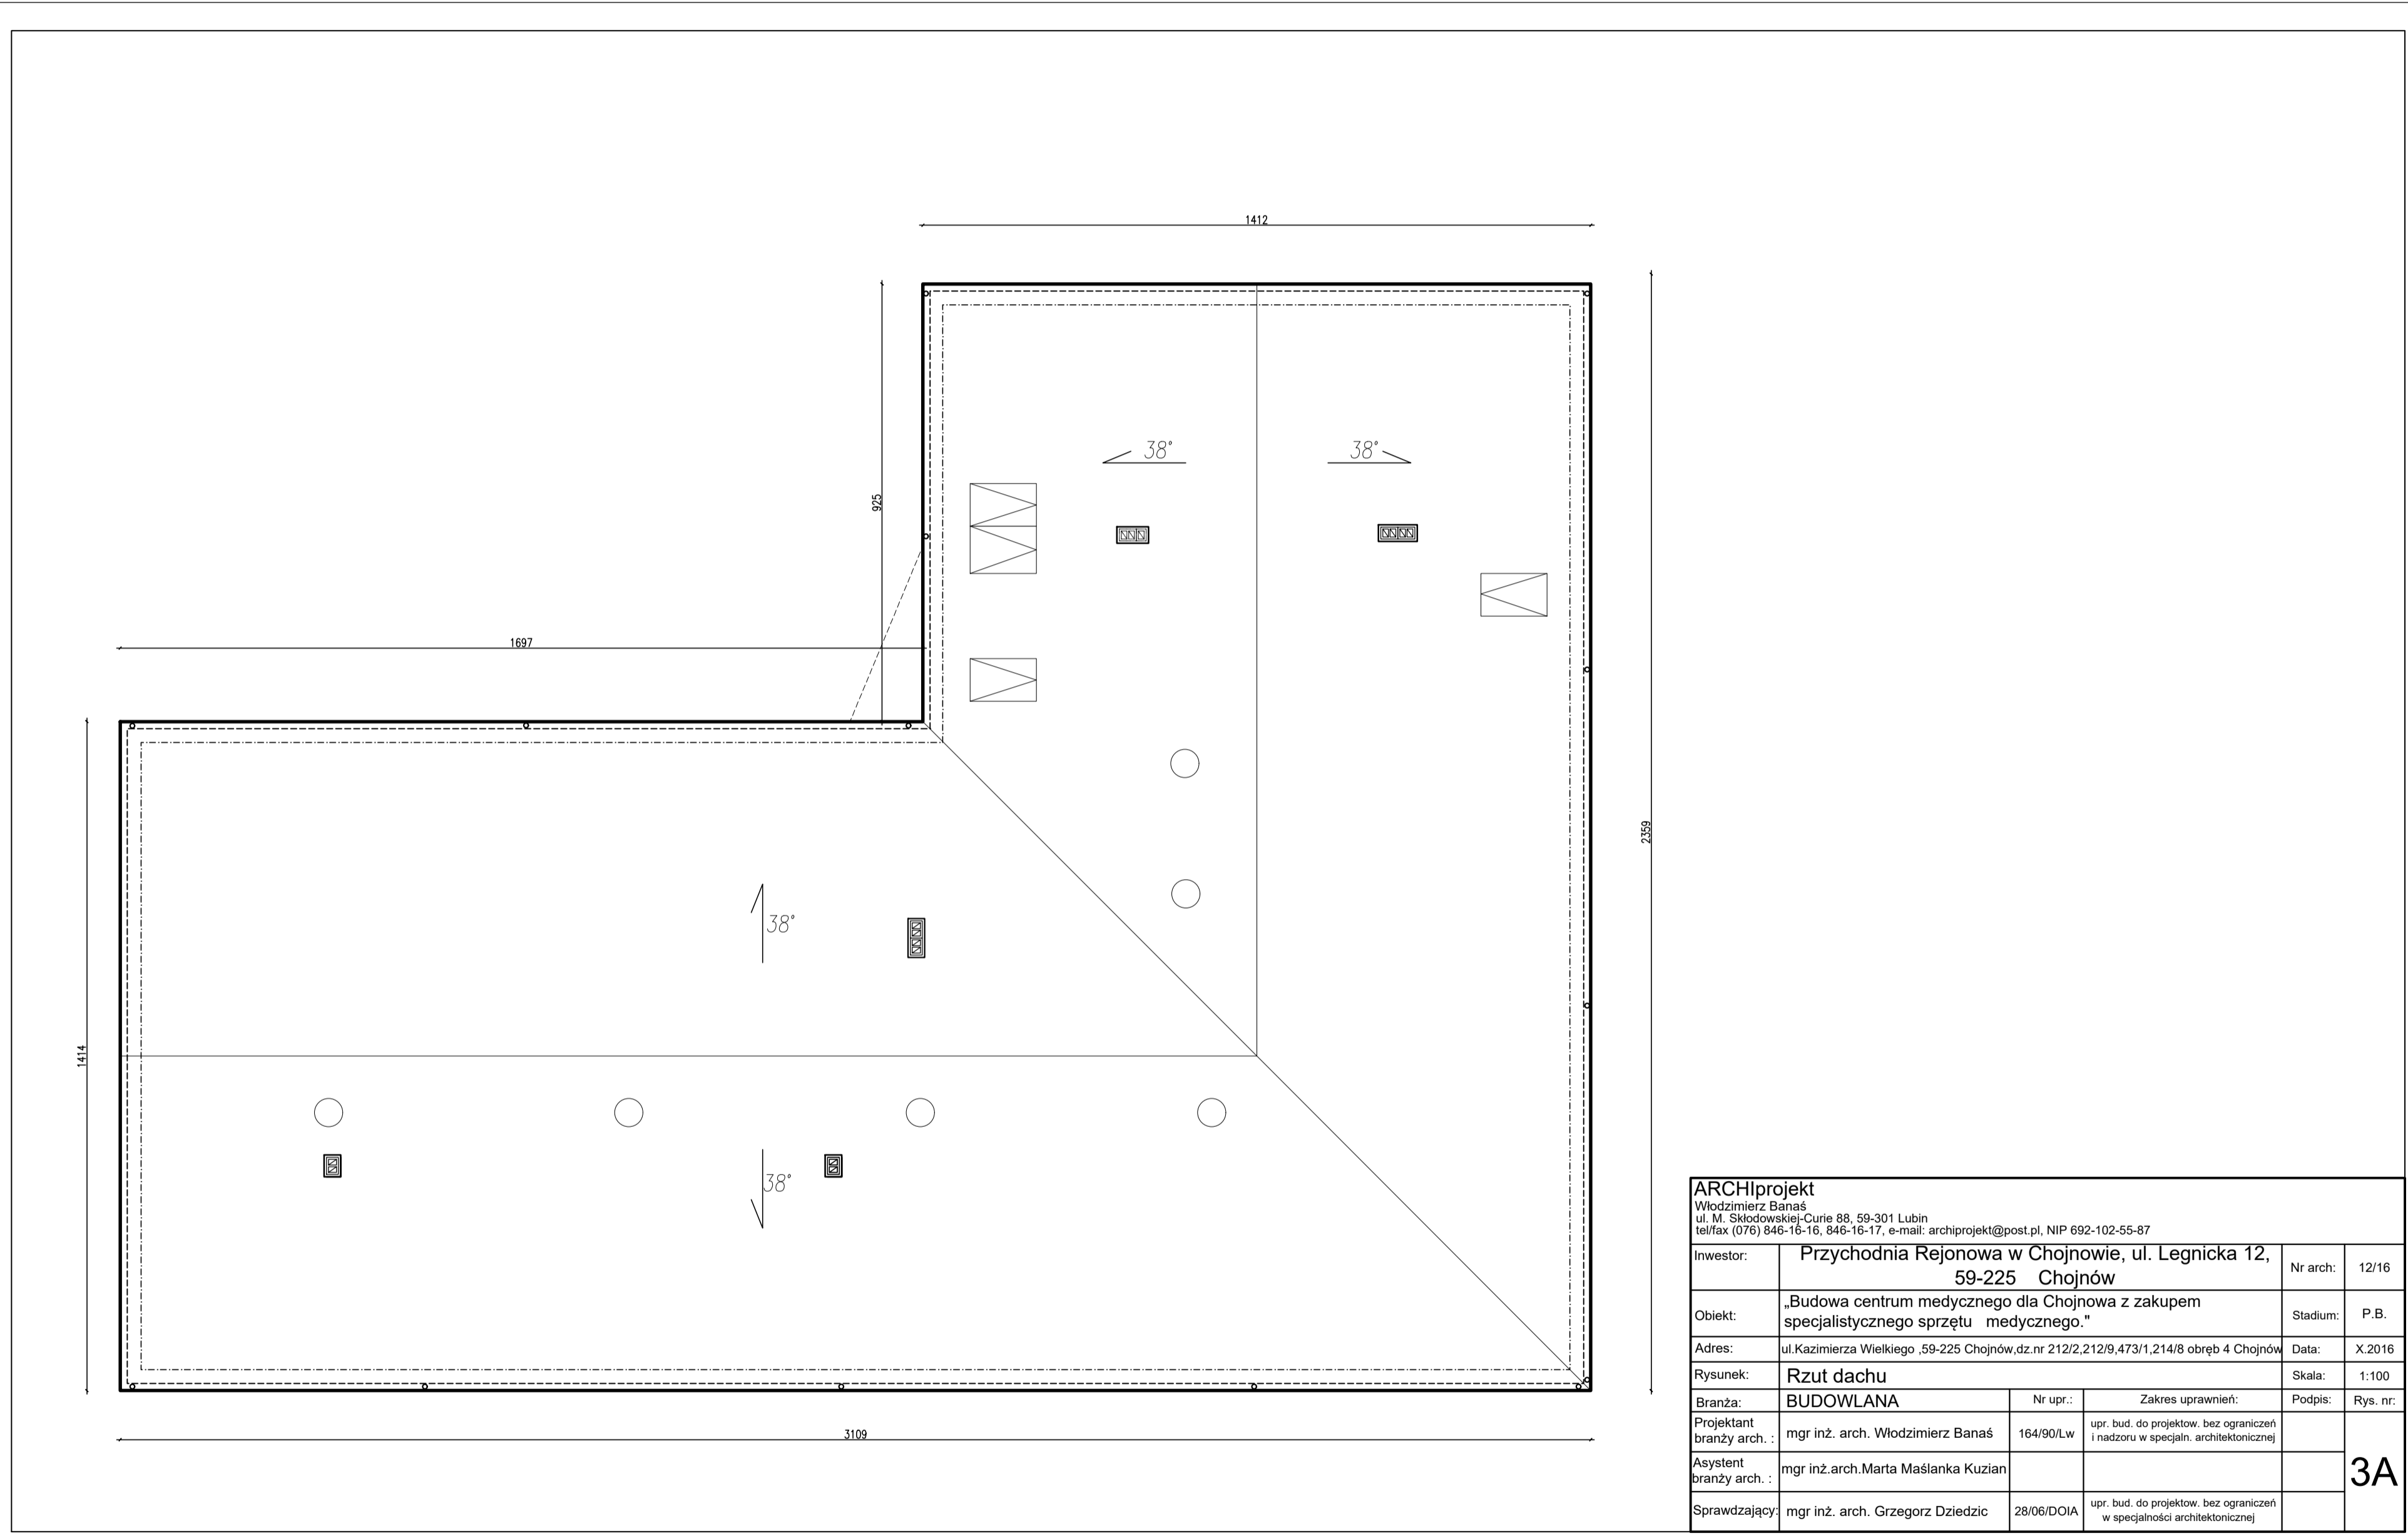 1412
925
38°
38°
1697
2359
1414
38°
38°
3109
ARCHIprojekt
Włodzimierz Banaś
ul. M. Skłodowskiej-Curie 88, 59-301 Lubin
tel/fax (076) 846-16-16, 846-16-17, e-mail: archiprojekt@post.pl, NIP 692-102-55-87
Inwestor: Przychodnia Rejonowa w Chojnowie, ul. Legnicka 12,
59-225 Chojnów
Nr arch: 12/16
Obiekt: „Budowa centrum medycznego dla Chojnowa z zakupem
specjalistycznego sprzętu medycznego."
Stadium: P.B.
Adres: ul.Kazimierza Wielkiego ,59-225 Chojnów,dz.nr 212/2,212/9,473/1,214/8 obręb 4 Chojnów Data: X.2016
Rysunek: Rzut dachu Skala: 1:100
Branża: BUDOWLANA Nr upr.: Zakres uprawnień: Podpis: Rys. nr:
Projektant
branży arch. : mgr inż. arch. Włodzimierz Banaś 164/90/Lw upr. bud. do projektow. bez ograniczeń
i nadzoru w specjaln. architektonicznej
Asystent
branży arch. : mgr inż.arch.Marta Maślanka Kuzian
3A
Sprawdzający: mgr inż. arch. Grzegorz Dziedzic 28/06/DOIA upr. bud. do projektow. bez ograniczeń
w specjalności architektonicznej